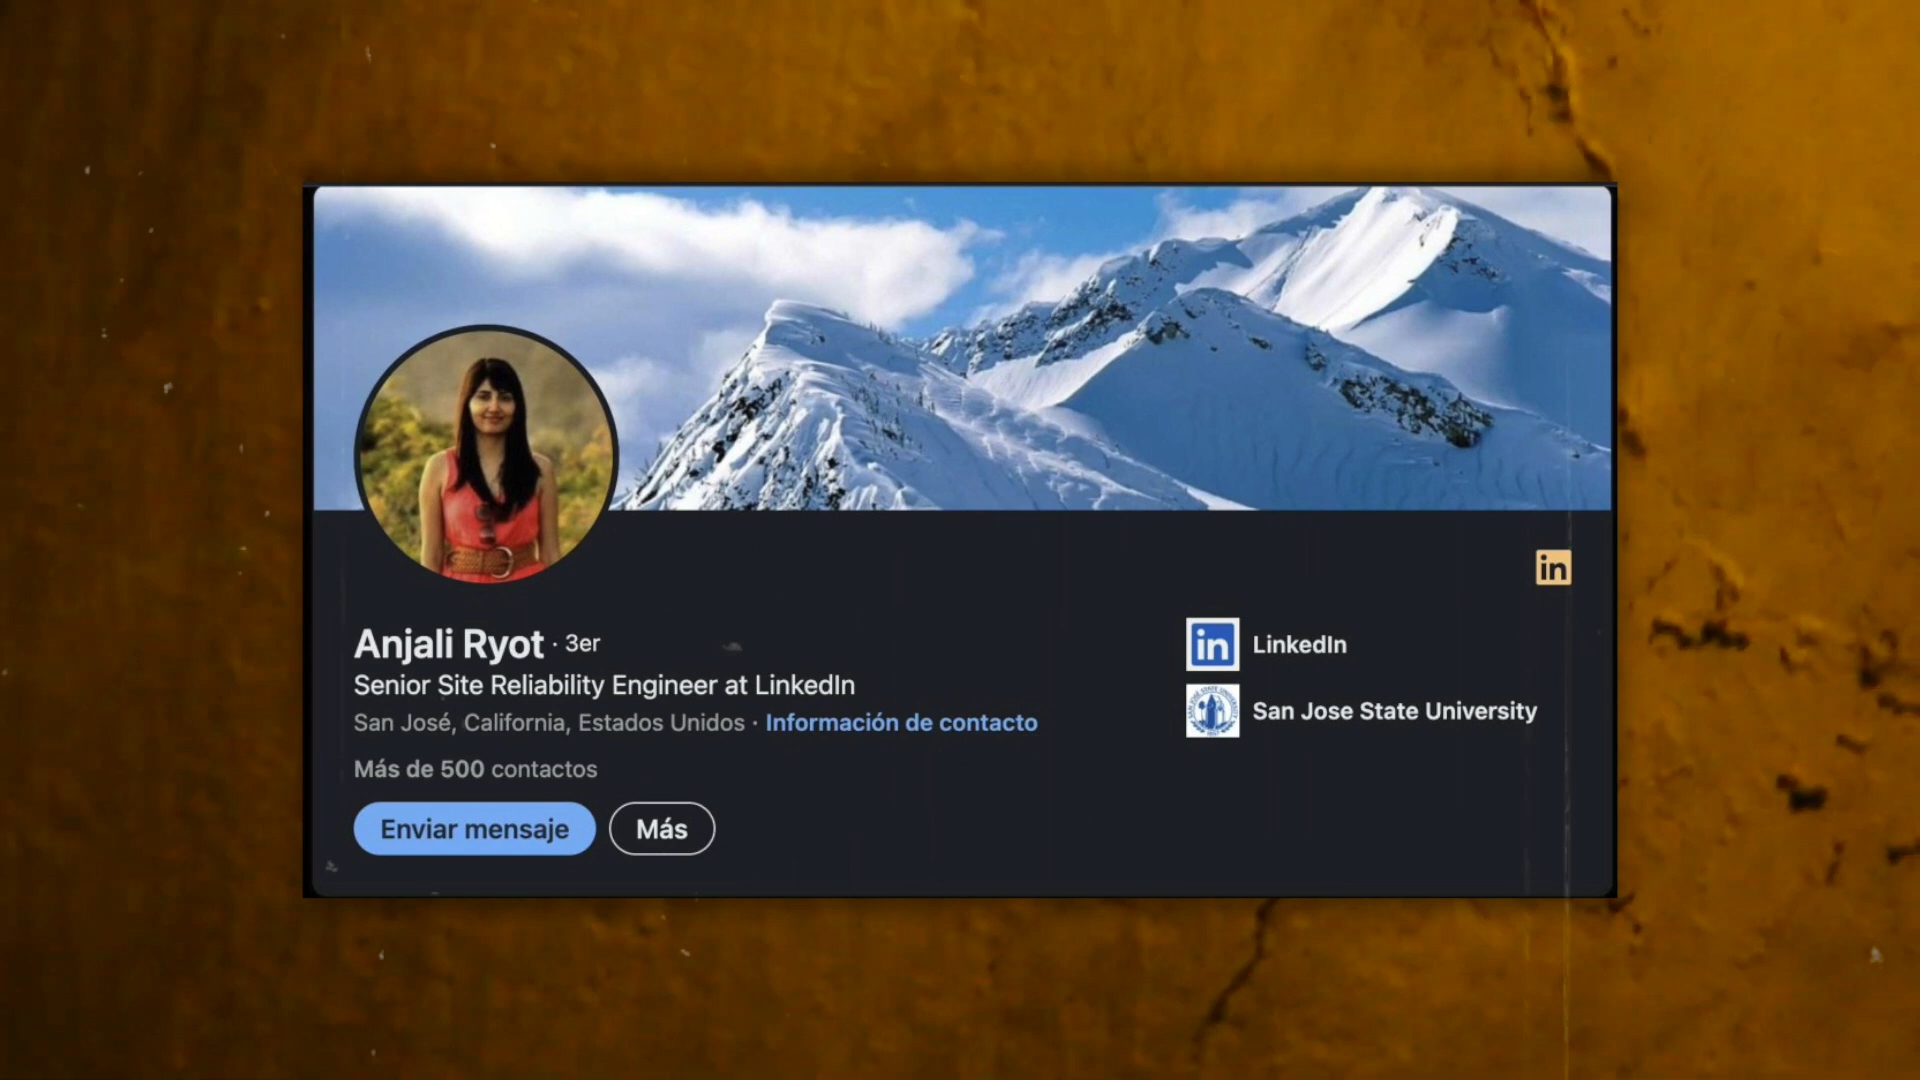 Anjali Ryot · 3er
Senior Site Reliability Engineer at LinkedIn
San José, California, Estados Unidos · Información de contacto
Más de 500 contactos
Enviar mensaje
Más
in
in LinkedIn
San Jose State University